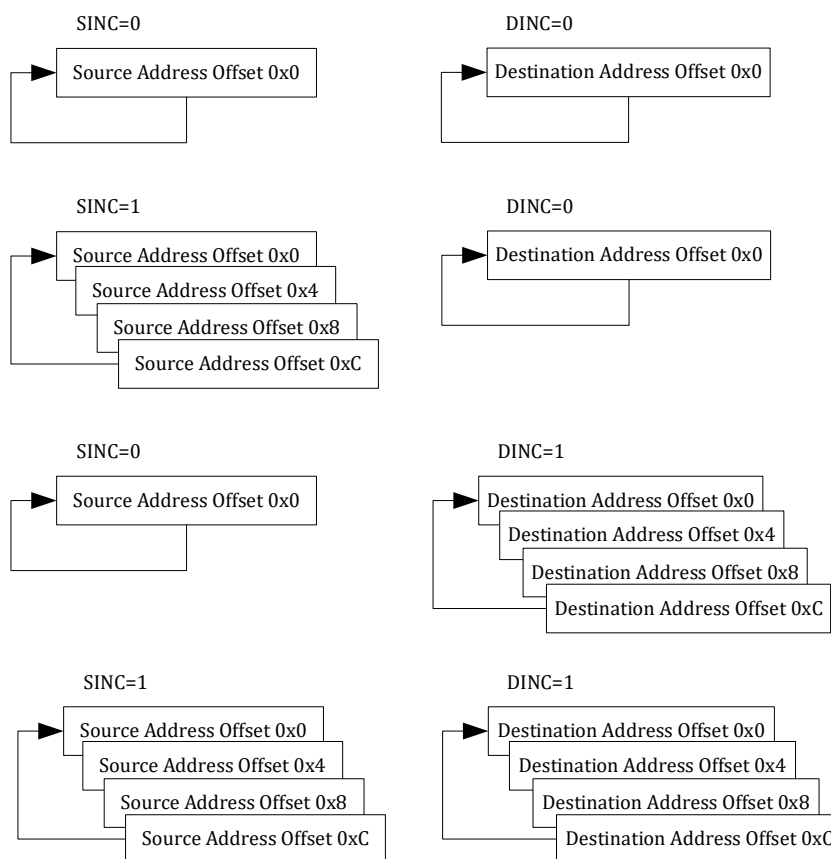 SINC=0
DINC=0
Source Address Offset 0x0
Destination Address Offset 0x0
SINC=1
DINC=0
Source Address Offset 0x0
Destination Address Offset 0x0
Source Address Offset 0x4
Source Address Offset 0x8
Source Address Offset 0xC
SINC=0
DINC=1
Source Address Offset 0x0
Destination Address Offset 0x0
Destination Address Offset 0x4
Destination Address Offset 0x8
Destination Address Offset 0xC
SINC=1
DINC=1
Source Address Offset 0x0
Destination Address Offset 0x0
Source Address Offset 0x4
Destination Address Offset 0x4
Source Address Offset 0x8
Destination Address Offset 0x8
Source Address Offset 0xC
Destination Address Offset 0xC